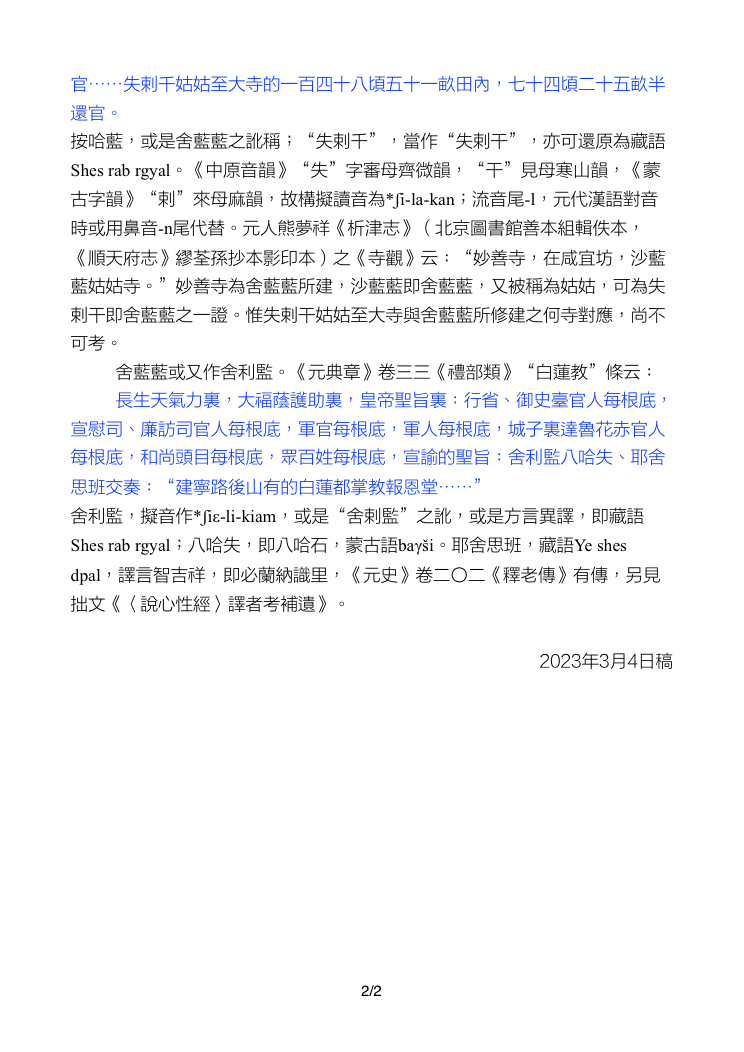 官……失剌千姑姑至大寺的一百四十八頃五十一畝田內，七十四頃二十五畝半
還官。
按哈藍，或是舍藍藍之訛稱；“失剌千”，當作“失剌干”，亦可還原為藏語
Shes rab rgyal。《中原音韻》“失”字審母齊微韻，“干”見母寒山韻，《蒙
古字韻》“剌”來母麻韻，故構擬讀音為*ʃi-la-kan；流音尾-l，元代漢語對音
時或用鼻音-n尾代替。元人熊夢祥《析津志》（北京圖書館善本組輯佚本，
《順天府志》繆荃孫抄本影印本）之《寺觀》云：“妙善寺，在咸宜坊，沙藍
藍姑姑寺。”妙善寺為舍藍藍所建，沙藍藍即舍藍藍，又被稱為姑姑，可為失
剌干即舍藍藍之一證。惟失剌干姑姑至大寺與舍藍藍所修建之何寺對應，尚不
可考。
舍藍藍或又作舍利監。《元典章》卷三三《禮部類》“白蓮教”條云：
長生天氣力裏，大福蔭護助裏，皇帝聖旨裏：行省、御史臺官人每根底，
宣慰司、廉訪司官人每根底，軍官每根底，軍人每根底，城子裏達魯花赤官人
每根底，和尚頭目每根底，眾百姓每根底，宣諭的聖旨：舍利監八哈失、耶舍
思班交奏：“建寧路後山有的白蓮都掌教報恩堂……”
舍利監，擬音作*ʃiɛ-li-kiam，或是“舍剌監”之訛，或是方言異譯，即藏語
Shes rab rgyal；八哈失，即八哈石，蒙古語baγši。耶舍思班，藏語Ye shes
dpal，譯言智吉祥，即必蘭納識里，《元史》卷二〇二《釋老傳》有傳，另見
拙文《〈說心性經〉譯者考補遺》。
2023年3月4日稿
2/2